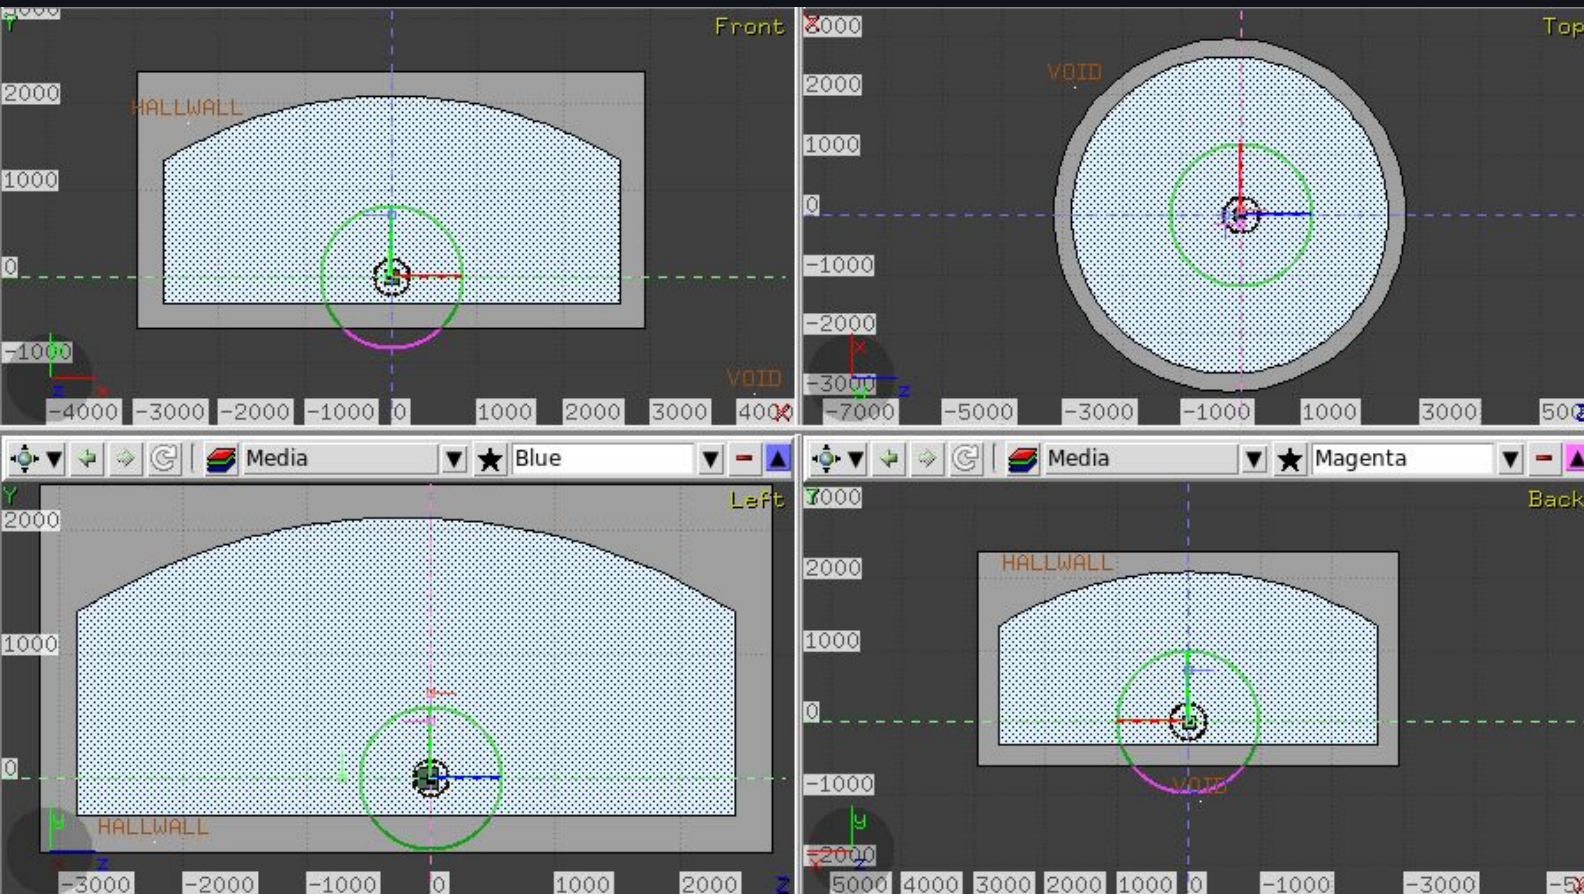 Y
Front
2000
HALLWALL
1000
0
-1000
VOID
z x
-4000 -3000 -2000 -1000 0 1000 2000 3000 4000 X
Top
VOID
2000
1000
0
-1000
-2000
x
-3000
y z
-7000 -5000 -3000 -1000 1000 3000
Media Blue
Media Magenta
Y
Left
2000
1000
0
y
HALLWALL
x z
-3000 -2000 -1000 0 1000 2000 Z
Back
HALLWALL
2000
1000
0
-1000
VOID
y
-2000
x z
5000 4000 3000 2000 1000 0 -1000 -3000